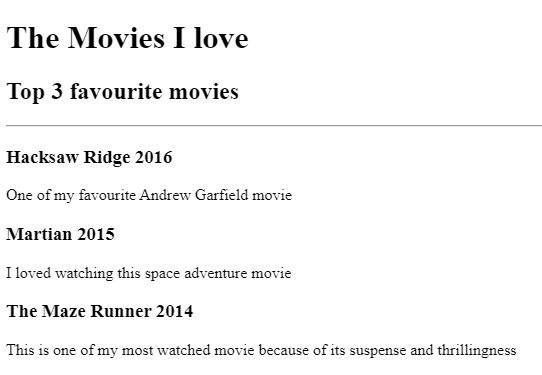 The Movies I love
Top 3 favourite movies
Hacksaw Ridge 2016
One of my favourite Andrew Garfield movie
Martian 2015
I loved watching this space adventure movie
The Maze Runner 2014
This is one of my most watched movie because of its suspense and thrillingness